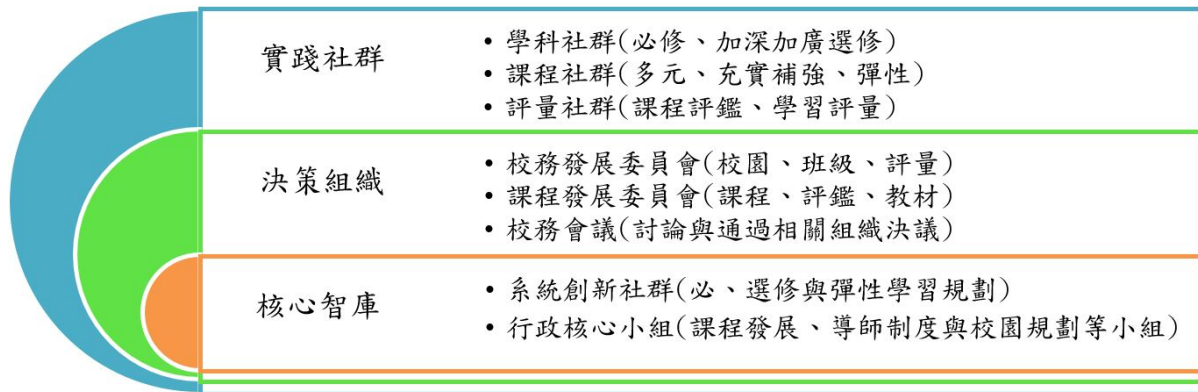 實踐社群
• 學科社群(必修、加深加廣選修)
• 課程社群(多元、充實補強、彈性)
• 評量社群(課程評鑑、學習評量)
決策組織
• 校務發展委員會(校園、班級、評量)
• 課程發展委員會(課程、評鑑、教材)
• 校務會議(討論與通過相關組織決議)
核心智庫
• 系統創新社群(必、選修與彈性學習規劃)
• 行政核心小組(課程發展、導師制度與校園規劃等小組)